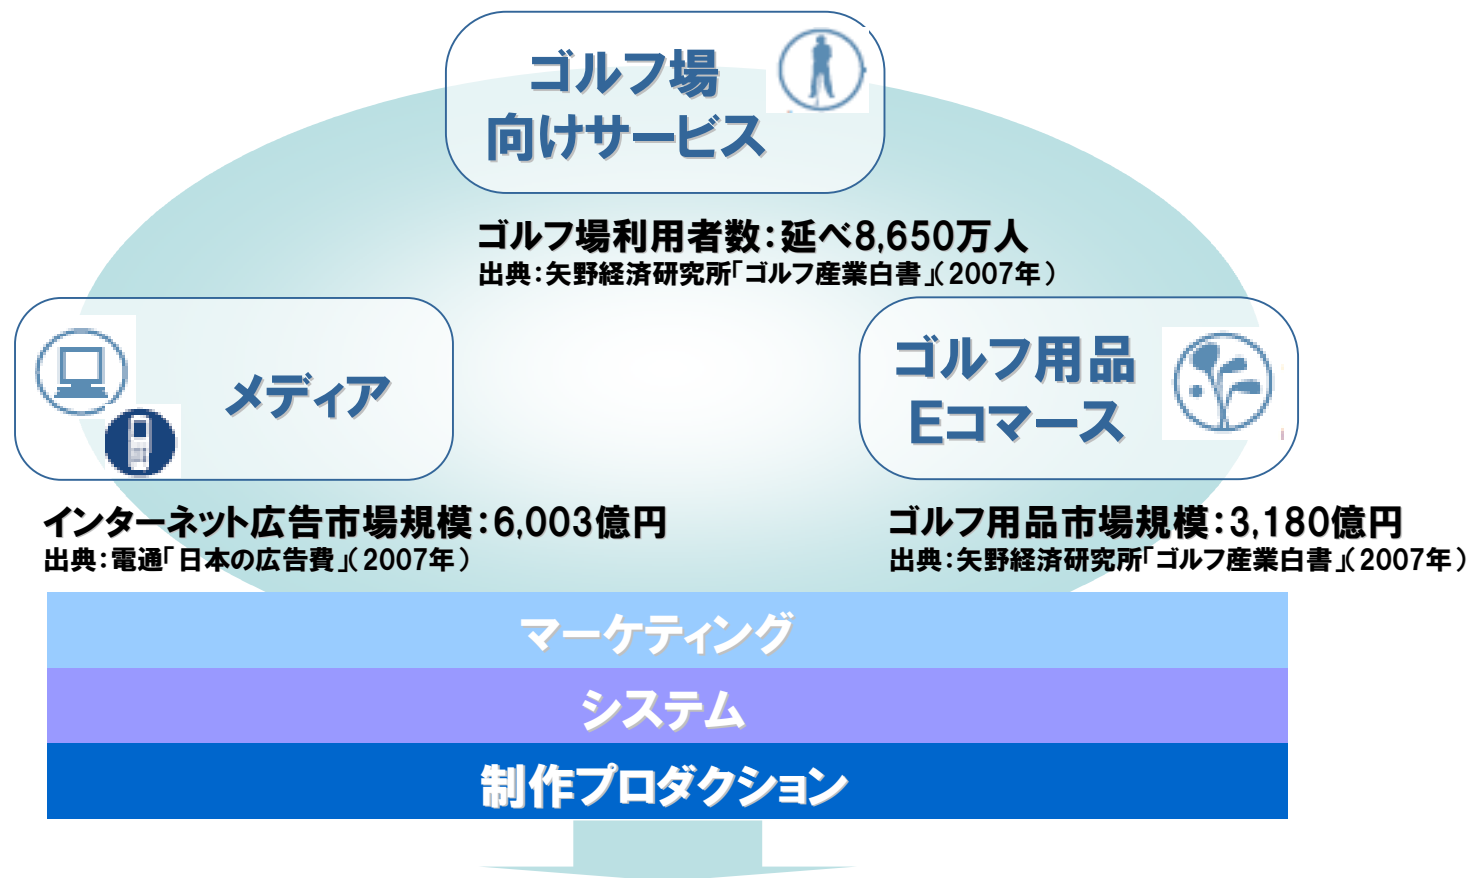 ゴルフ場
向けサービス
ゴルフ場利用者数：延べ8,650万人
出典：矢野経済研究所「ゴルフ産業白書」（2007年）
メディア
インターネット広告市場規模：6,003億円
出典：電通「日本の広告費」（2007年）
ゴルフ用品
Eコマース
ゴルフ用品市場規模：3,180億円
出典：矢野経済研究所「ゴルフ産業白書」（2007年）
マーケティング
システム
制作プロダクション